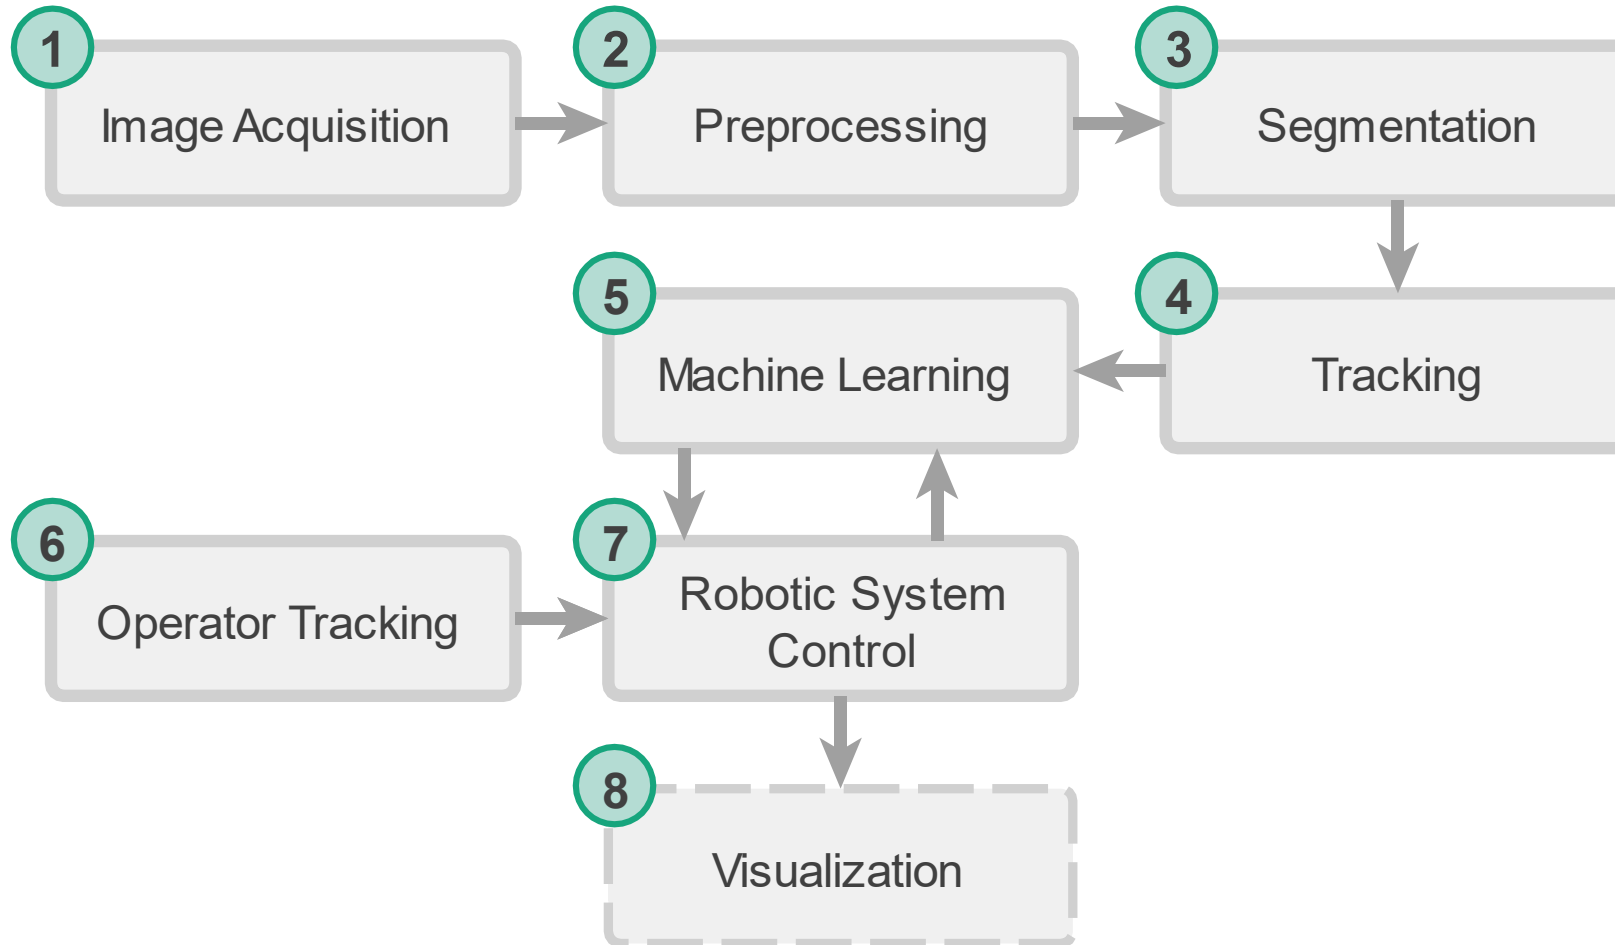 1
Image Acquisition
2
Preprocessing
3
Segmentation
4
Tracking
5
Machine Learning
6
Operator Tracking
7
Robotic System
Control
8
Visualization